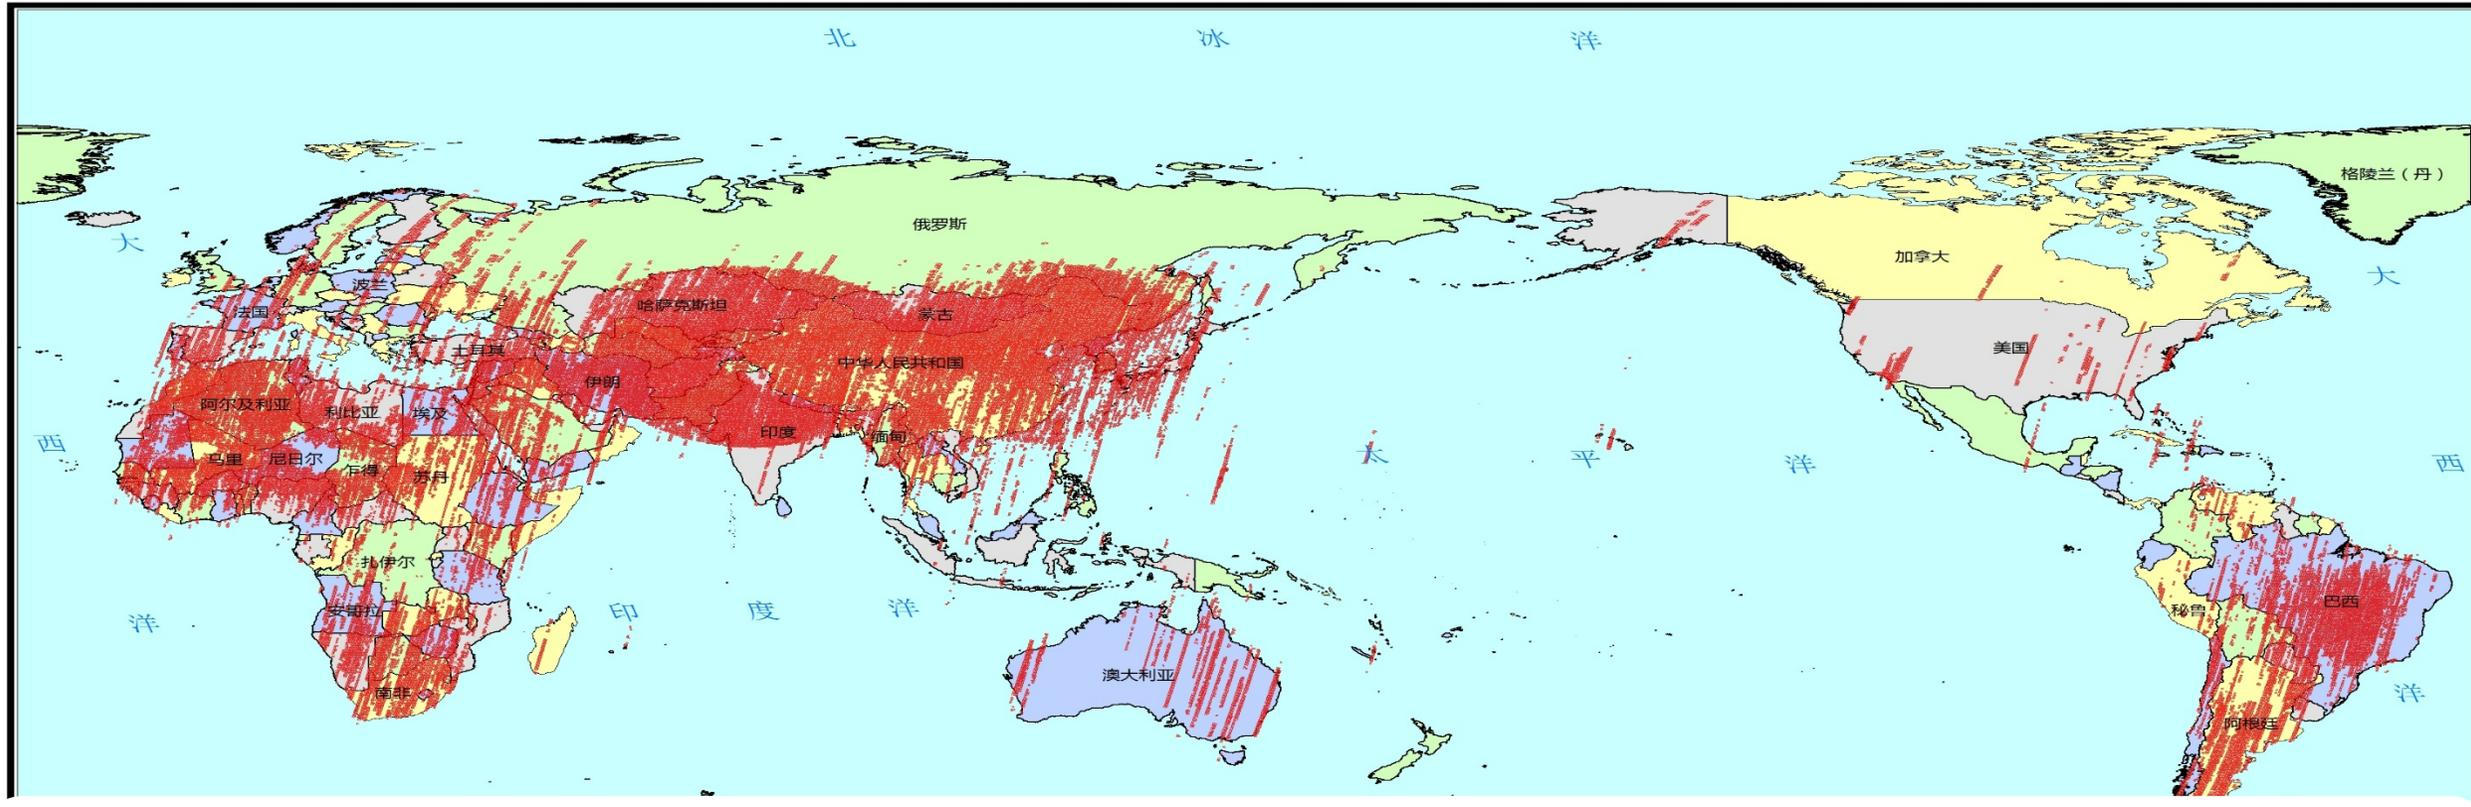 北 冰 洋
格陵兰（丹）
俄罗斯
大
加拿大
大
波兰
法国
哈萨克斯坦
蒙古
土耳其
美国
中华人民共和国
伊朗
阿尔及利亚
利比亚
埃及
印度
缅甸
西
太 平 洋
西
马里
尼日尔
乍得
苏丹
扎伊尔
安哥拉
洋
印 度 洋
巴西
秘鲁
澳大利亚
南非
洋
阿根廷